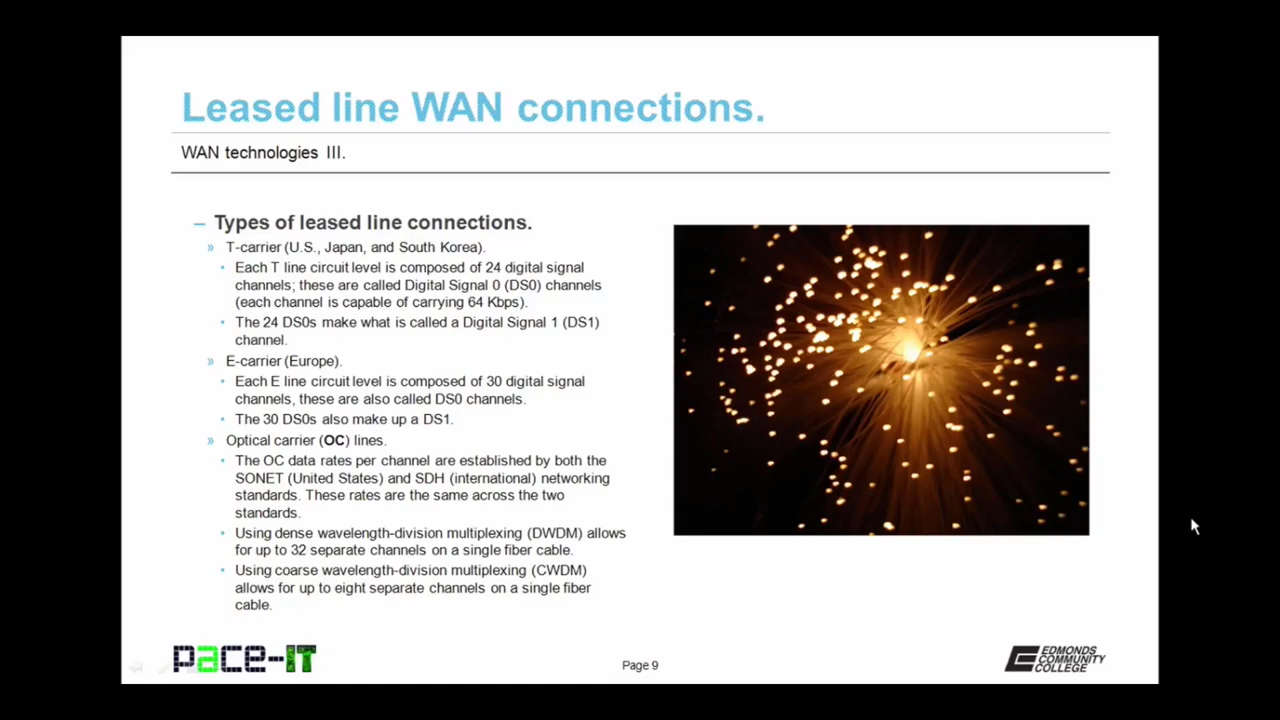 Leased line WAN connections.
WAN technologies III.
– Types of leased line connections.
» T-carrier (U.S., Japan, and South Korea).
• Each T line circuit level is composed of 24 digital signal
channels; these are called Digital Signal 0 (DS0) channels
(each channel is capable of carrying 64 Kbps).
• The 24 DS0s make what is called a Digital Signal 1 (DS1)
channel.
» E-carrier (Europe).
• Each E line circuit level is composed of 30 digital signal
channels, these are also called DS0 channels.
• The 30 DS0s also make up a DS1.
» Optical carrier (OC) lines.
• The OC data rates per channel are established by both the
SONET (United States) and SDH (international) networking
standards. These rates are the same across the two
standards.
• Using dense wavelength-division multiplexing (DWDM) allows
for up to 32 separate channels on a single fiber cable.
• Using coarse wavelength-division multiplexing (CWDM)
allows for up to eight separate channels on a single fiber
cable.
pace-IT
Page 9
EDMONDS
COMMUNITY
COLLEGE